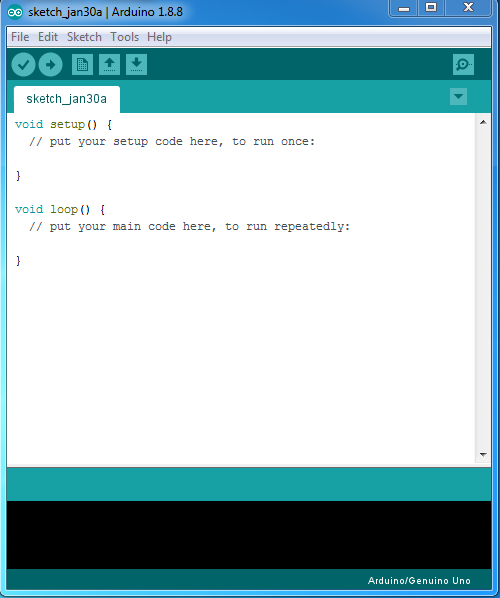 sketch_jan30a | Arduino 1.8.8
File Edit Sketch Tools Help
sketch_jan30a
void setup() {
  // put your setup code here, to run once:
}
void loop() {
  // put your main code here, to run repeatedly:
}
Arduino/Genuino Uno